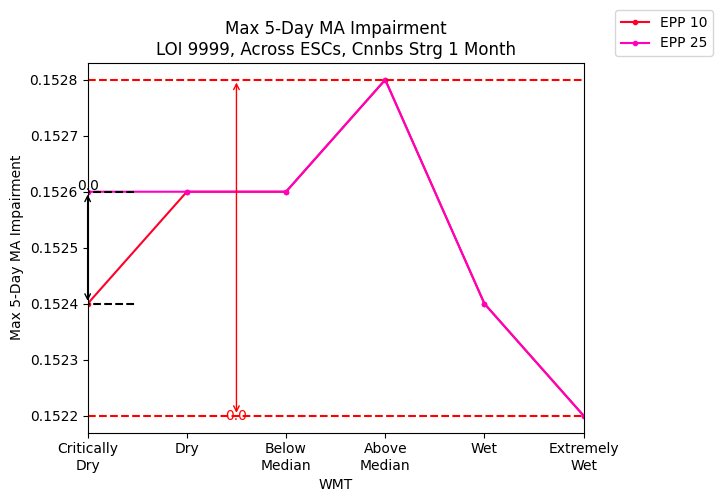 Max 5-Day MA Impairment
LOI 9999, Across ESCs, Cnnbs Strg 1 Month
EPP 10
EPP 25
Max 5-Day MA Impairment
0.1528
0.1527
0.1526
0.1525
0.1524
0.1523
0.1522
0.0
0.0
Critically
Dry
Dry
Below
Median
Above
Median
Wet
Extremely
Wet
WMT